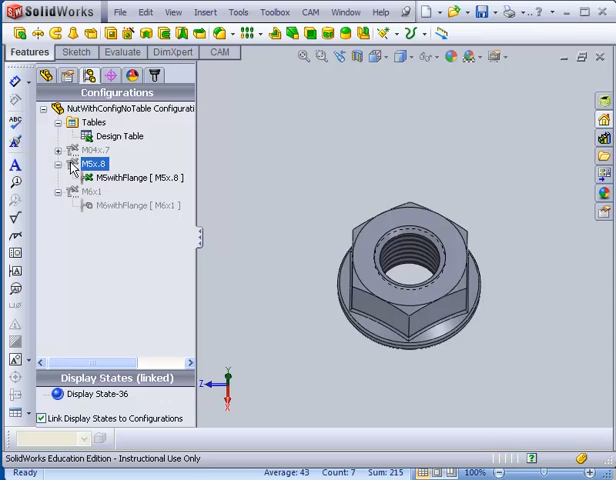 SolidWorks File Edit View Insert Tools Toolbox CAM Window Help
Features Sketch Evaluate DimXpert CAM
Configurations
NutWithConfigNoTable Configurati
Tables
Design Table
M04x.7
M5x.8
M5withFlange [ M5x.8 ]
M6x1
M6withFlange [ M6x1 ]
Display States (linked)
Display State-36
Link Display States to Configurations
Y
Z
X
SolidWorks Education Edition - Instructional Use Only
Ready Average: 43 Count: 7 Sum: 215 100%